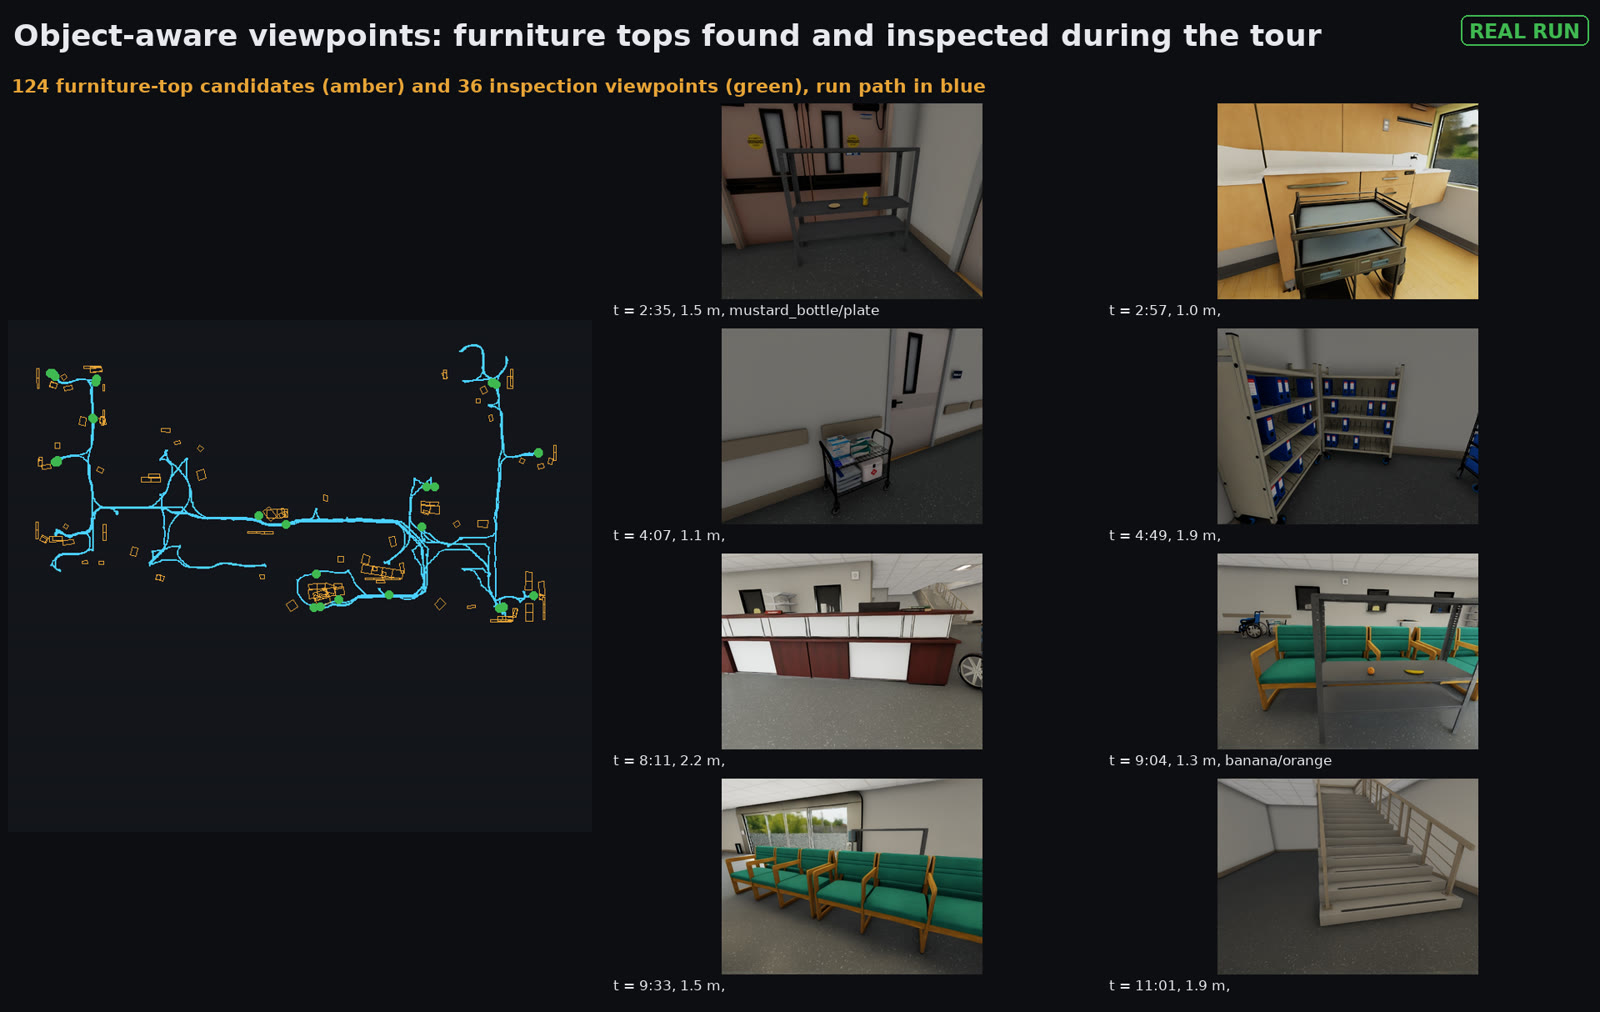 Object-aware viewpoints: furniture tops found and inspected during the tour
REAL RUN
124 furniture-top candidates (amber) and 36 inspection viewpoints (green), run path in blue
t = 2:35, 1.5 m, mustard_bottle/plate
t = 2:57, 1.0 m,
t = 4:07, 1.1 m,
t = 4:49, 1.9 m,
t = 8:11, 2.2 m,
t = 9:04, 1.3 m, banana/orange
t = 9:33, 1.5 m,
t = 11:01, 1.9 m,